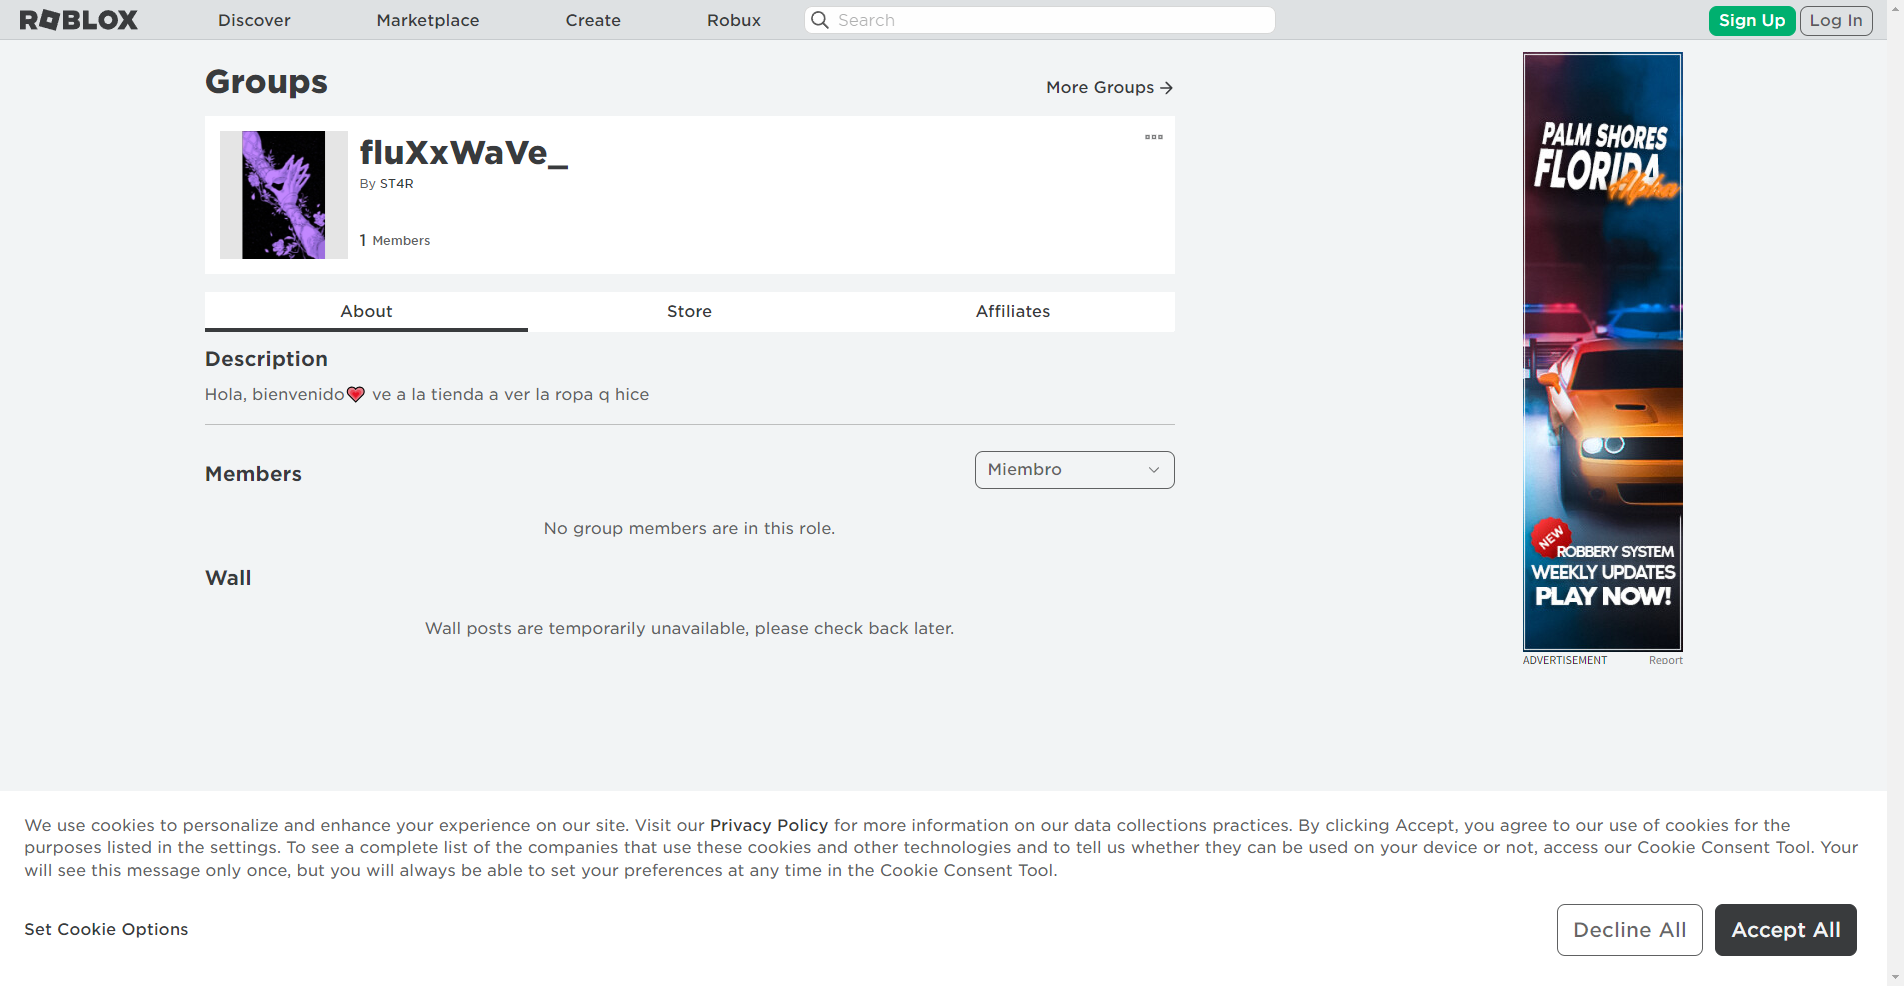 ROBLOX
Discover
Marketplace
Create
Robux
Search
Sign Up
Log In
Groups
More Groups →
fluXxWaVe_
By ST4R
1 Members
About
Store
Affiliates
Description
Hola, bienvenido💗 ve a la tienda a ver la ropa q hice
Members
Miembro
No group members are in this role.
Wall
Wall posts are temporarily unavailable, please check back later.
PALM SHORES
FLORIDA
Alpha
NEW
ROBBERY SYSTEM
WEEKLY UPDATES
PLAY NOW!
ADVERTISEMENT
Report
We use cookies to personalize and enhance your experience on our site. Visit our Privacy Policy for more information on our data collections practices. By clicking Accept, you agree to our use of cookies for the
purposes listed in the settings. To see a complete list of the companies that use these cookies and other technologies and to tell us whether they can be used on your device or not, access our Cookie Consent Tool. Your
will see this message only once, but you will always be able to set your preferences at any time in the Cookie Consent Tool.
Set Cookie Options
Decline All
Accept All